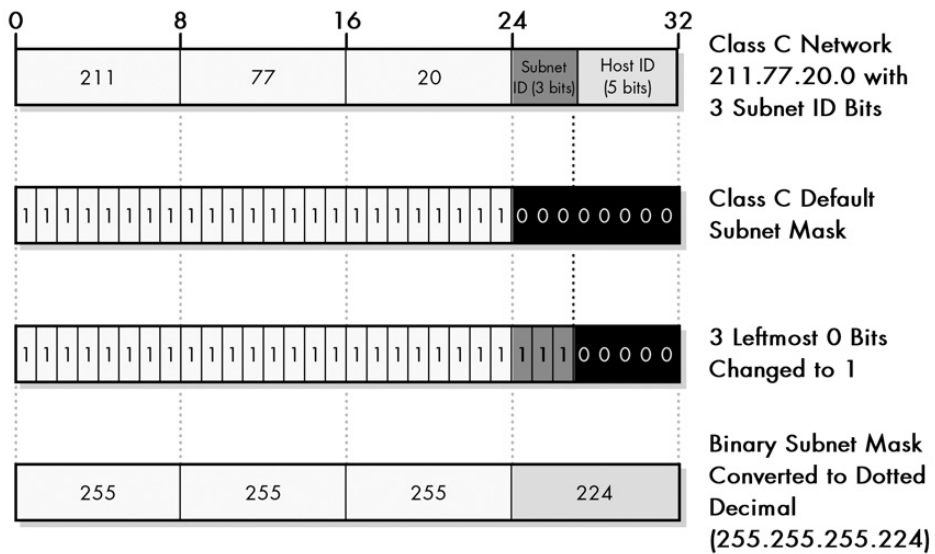 0 8 16 24 32
211 77 20 Subnet ID (3 bits) Host ID (5 bits)
Class C Network
211.77.20.0 with
3 Subnet ID Bits
1 1 1 1 1 1 1 1 1 1 1 1 1 1 1 1 1 1 1 1 1 1 1 1 0 0 0 0 0 0 0 0
Class C Default
Subnet Mask
1 1 1 1 1 1 1 1 1 1 1 1 1 1 1 1 1 1 1 1 1 1 1 1 1 1 1 0 0 0 0 0
3 Leftmost 0 Bits
Changed to 1
255 255 255 224
Binary Subnet Mask
Converted to Dotted
Decimal
(255.255.255.224)